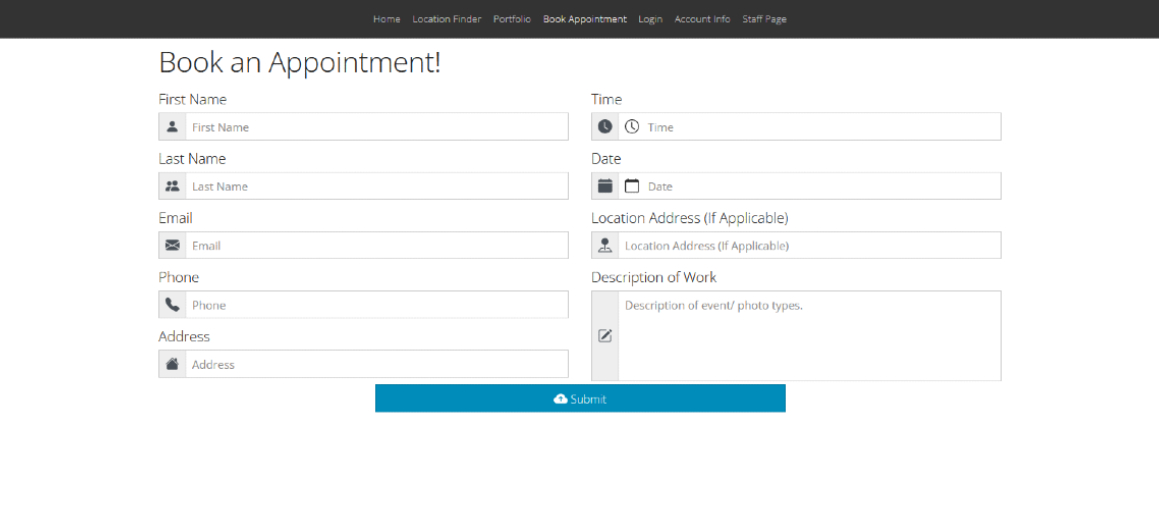 Home Location Finder Portfolio Book Appointment Login Account Info Staff Page
Book an Appointment!
First Name
First Name
Last Name
Last Name
Email
Email
Phone
Phone
Address
Address
Time
Time
Date
Date
Location Address (If Applicable)
Location Address (If Applicable)
Description of Work
Description of event/ photo types.
Submit